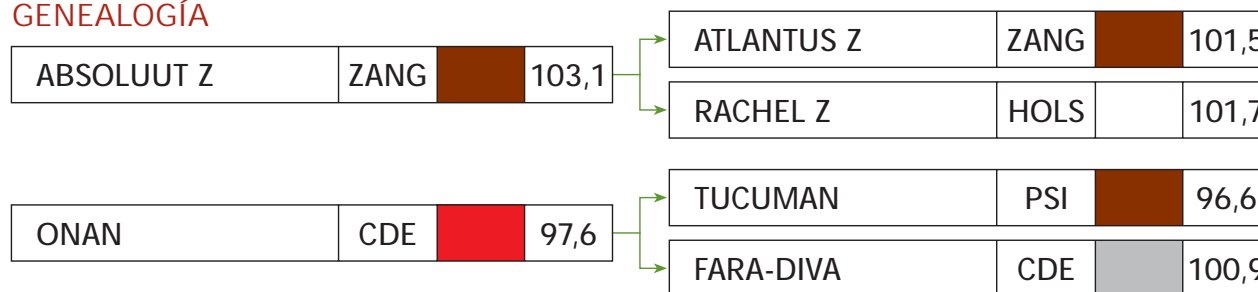 GENEALOGÍA
ABSOLUUT Z ZANG 103,1
ATLANTUS Z ZANG 101,5
RACHEL Z HOLS 101,7
ONAN CDE 97,6
TUCUMAN PSI 96,6
FARA-DIVA CDE 100,9